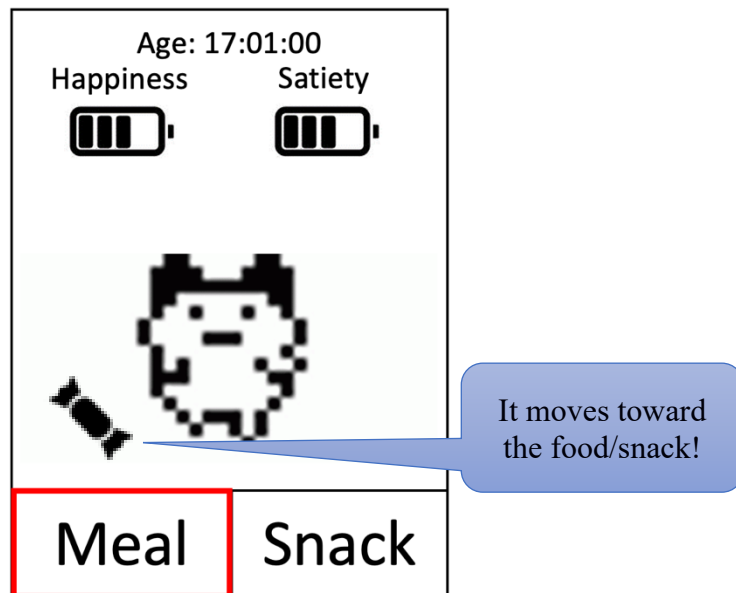 Age: 17:01:00
Happiness Satiety
It moves toward
the food/snack!
Meal Snack